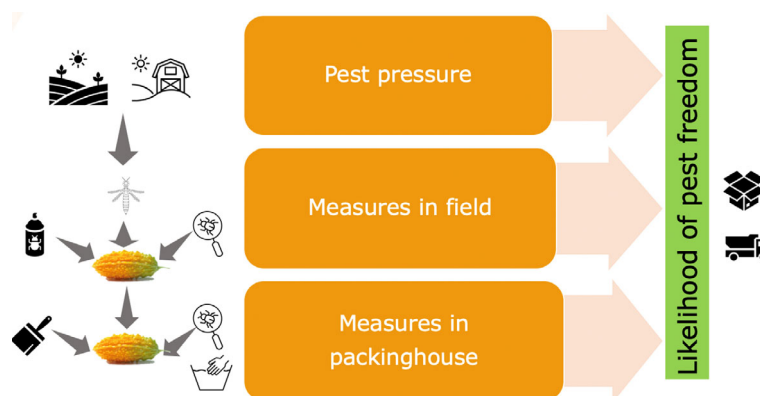 Pest pressure
Measures in field
Measures in
packinghouse
Likelihood of pest freedom